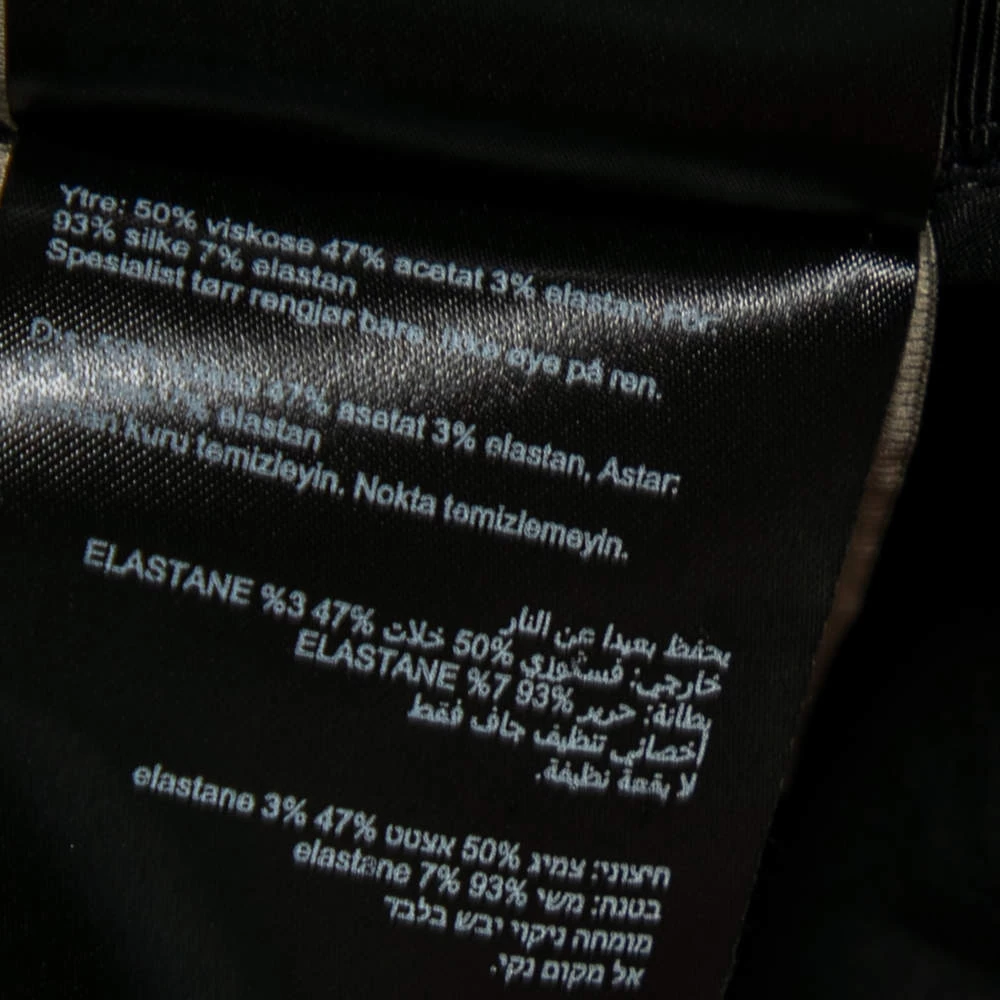 Ytre: 50% viskose 47% acetat 3% elastan, Fôr:
93% silke 7% elastan
Spesialist tørr rengjør bare. Ikke øye på ren.
47% asetat 3% elastan, Astar:
7% elastan
kuru temizleyin. Nokta temizlemeyin.
يحفظ بعيدا عن النار
خارجي: فسكوزي 50% خلات 47% ELASTANE %3
بطانة: حرير 93% ELASTANE %7
أخصائي تنظيف جاف فقط
لا بقعة نظيفة.
חיצוני: צמיג 50% אצטט 47% elastane 3%
בטנה: משי 93% elastane 7%
מומחה ניקוי יבש בלבד
אל מקום נקי.